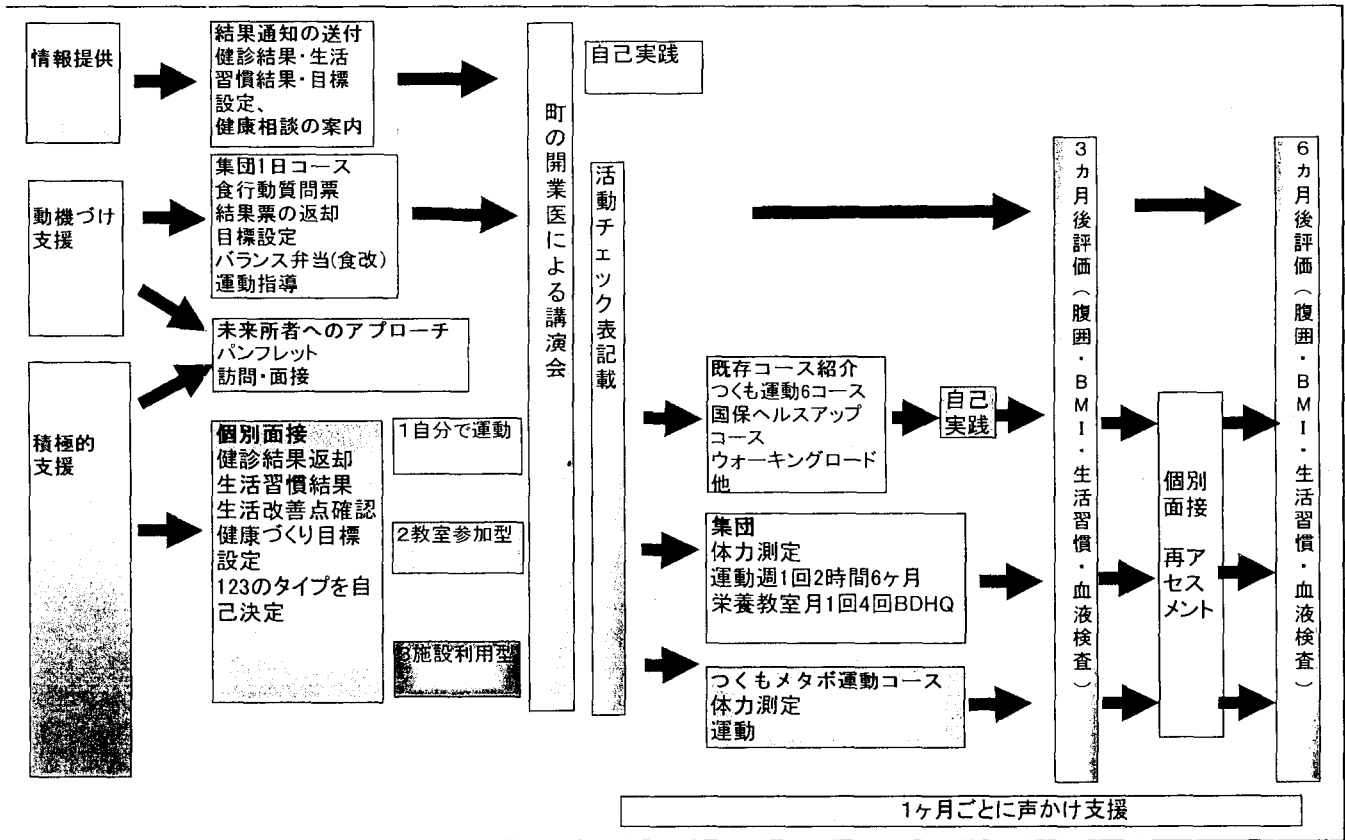 情報提供
結果通知の送付
健診結果・生活
習慣結果・目標
設定、
健康相談の案内
動機づけ
支援
集団1日コース
食行動質問票
結果票の返却
目標設定
バランス弁当(食改)
運動指導
未来所者へのアプローチ
パンフレット
訪問・面接
積極的
支援
個別面接
健診結果返却
生活習慣結果
生活改善点確認
健康づくり目標
設定
123のタイプを自
己決定
1自分で運動
2教室参加型
3施設利用型
町の開業医による講演会
自己実践
活動チェック表記載
既存コース紹介
つくも運動6コース
国保ヘルスアップ
コース
ウォーキングロード
他
自己
実践
集団
体力測定
運動週1回2時間6ヶ月
栄養教室月1回4回BDHQ
つくもメタボ運動コース
体力測定
運動
3カ月後評価(腹囲・BMI・生活習慣・血液検査)
個別
面接
再ア
セス
メント
6カ月後評価(腹囲・BMI・生活習慣・血液検査)
1ヶ月ごとに声かけ支援